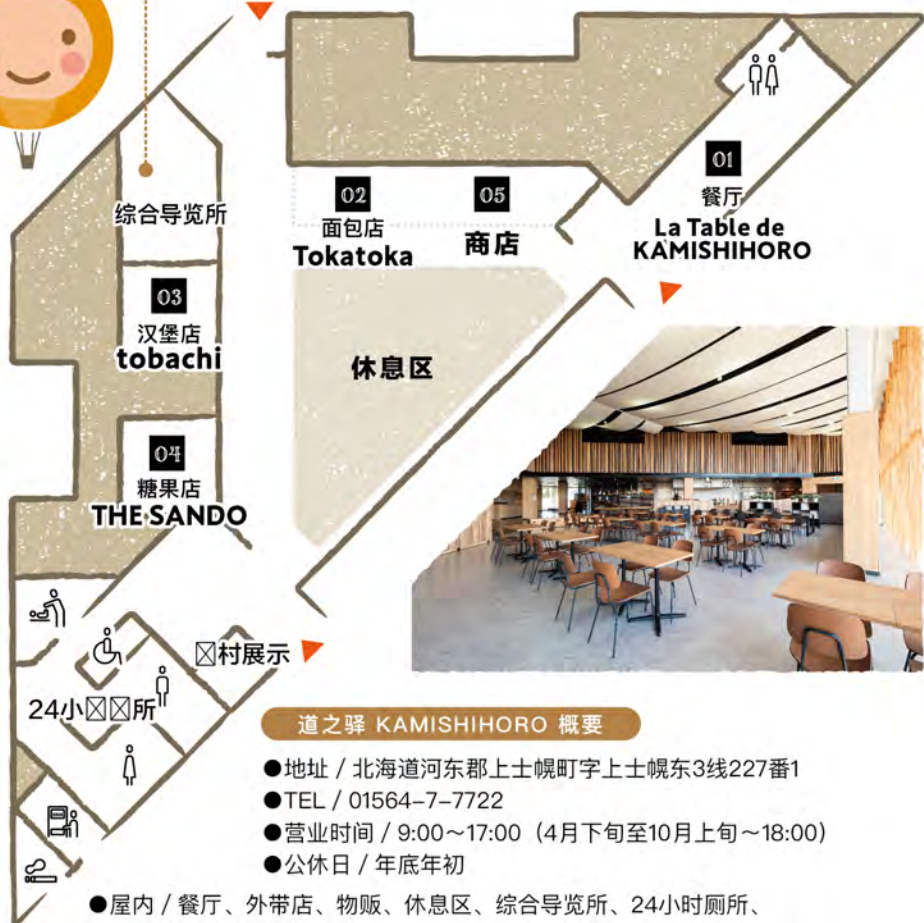 综合导览所
03
汉堡店
tobachi
04
糖果店
THE SANDO
02
面包店
Tokatoka
05
商店
01
餐厅
La Table de
KAMISHIHORO
休息区
☒村展示
24小☒☒所
道之驿 KAMISHIHORO 概要
●地址 / 北海道河东郡上士幌町字上士幌东3线227番1
●TEL / 01564-7-7722
●营业时间 / 9:00～17:00（4月下旬至10月上旬～18:00）
●公休日 / 年底年初
●屋内 / 餐厅、外带店、物贩、休息区、综合导览所、24小时厕所、